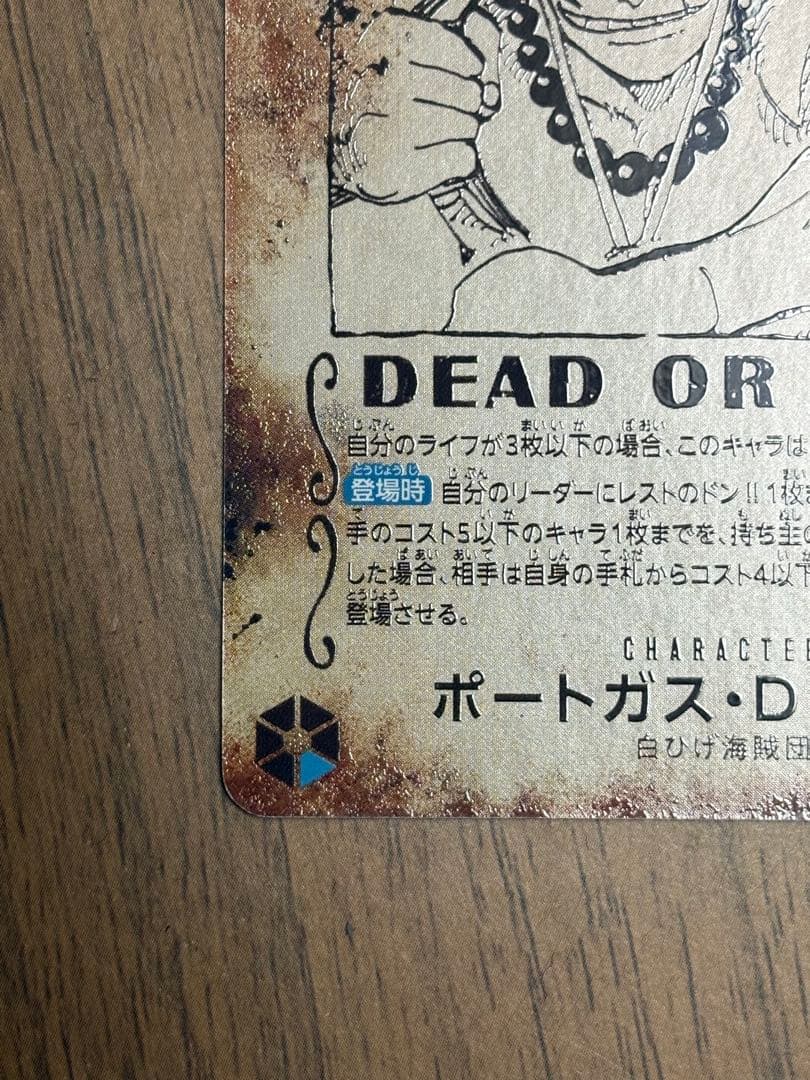 DEAD OR
自分のライフが3枚以下の場合、このキャラは
登場時 自分のリーダーにレストのドン!!1枚ま
手のコスト5以下のキャラ1枚までを、持ち主の
した場合、相手は自身の手札からコスト4以下
登場させる。
CHARACTER
ポートガス・D
白ひげ海賊団